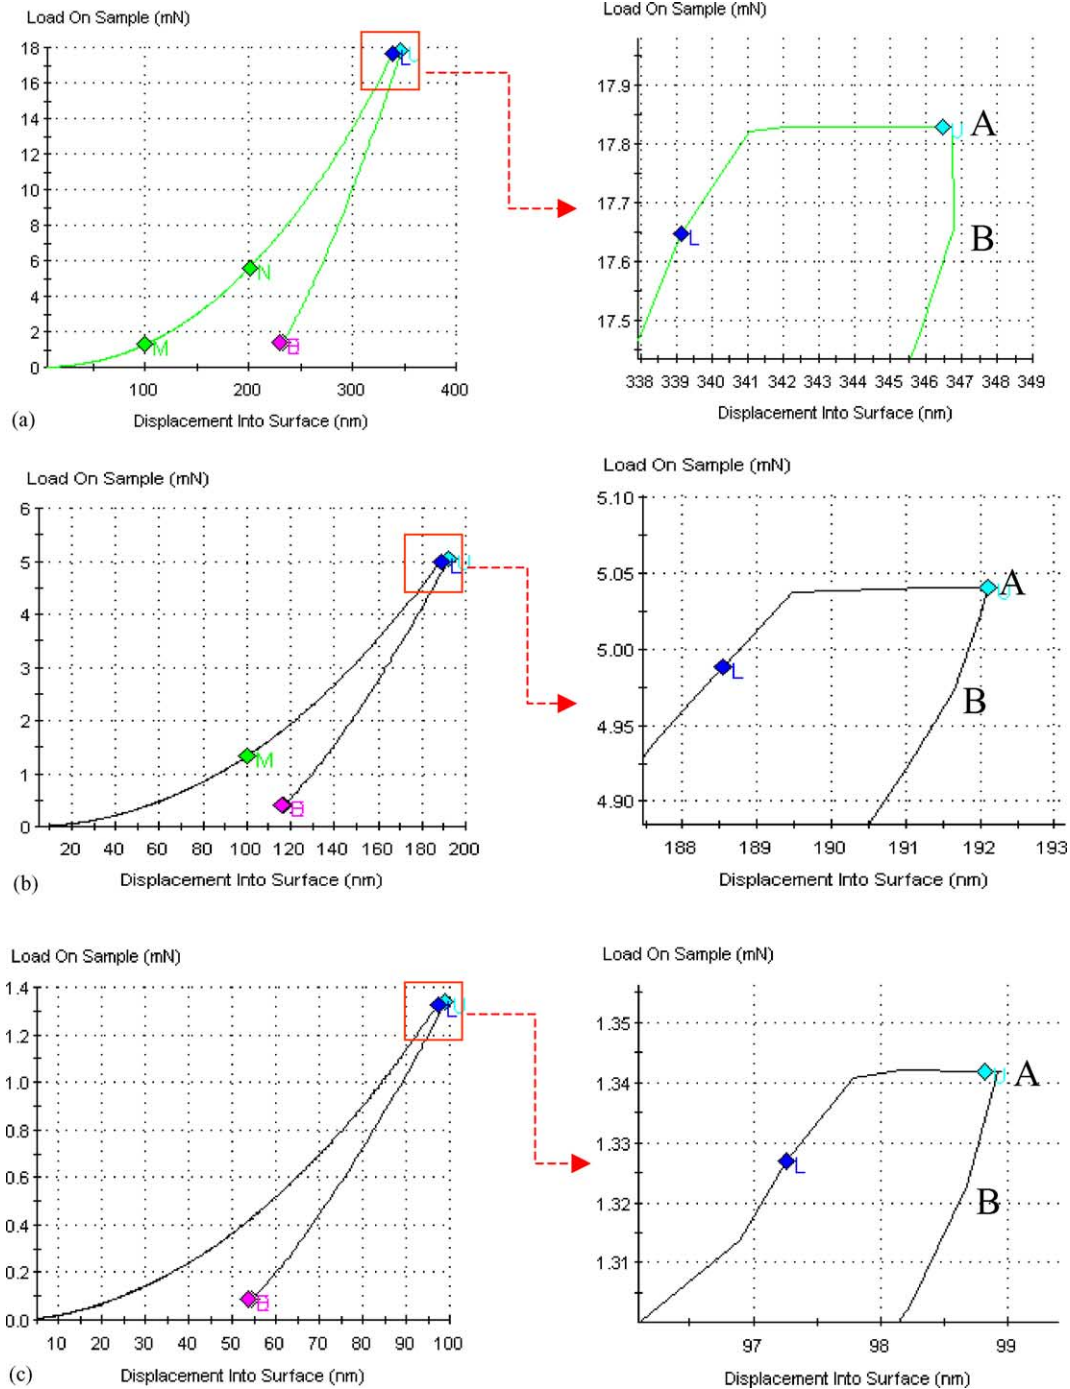 Load On Sample (mN)
18
16
14
12
10
8
6
4
2
0
L
U
N
M
100
200
300
400
Displacement Into Surface (nm)
(a)
Load On Sample (mN)
17.9
17.8
17.7
17.6
17.5
U
A
L
B
338 339 340 341 342 343 344 345 346 347 348 349
Displacement Into Surface (nm)
Load On Sample (mN)
6
5
4
3
2
1
0
L
U
M
20 40 60 80 100 120 140 160 180 200
Displacement Into Surface (nm)
(b)
Load On Sample (mN)
5.10
5.05
5.00
4.95
4.90
A
U
L
B
188 189 190 191 192 193
Displacement Into Surface (nm)
Load On Sample (mN)
1.4
1.2
1.0
0.8
0.6
0.4
0.2
0.0
L
U
10 20 30 40 50 60 70 80 90 100
Displacement Into Surface (nm)
(c)
Load On Sample (mN)
1.35
1.34
1.33
1.32
1.31
U
A
L
B
97 98 99
Displacement Into Surface (nm)